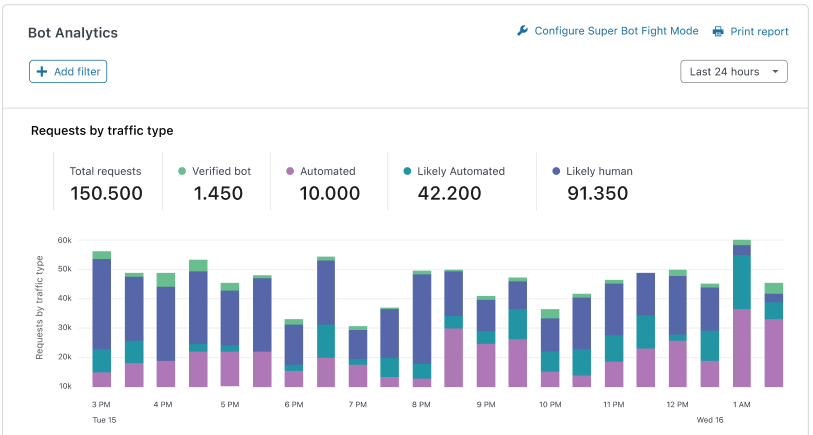 Bot Analytics
Configure Super Bot Fight Mode
Print report
Add filter
Last 24 hours
Requests by traffic type
Total requests
Verified bot
Automated
Likely Automated
Likely human
150.500
1.450
10.000
42.200
91.350
Requests by traffic type
60k
50k
40k
30k
20k
10k
3 PM
4 PM
5 PM
6 PM
7 PM
8 PM
9 PM
10 PM
11 PM
12 PM
1 AM
Tue 15
Wed 16